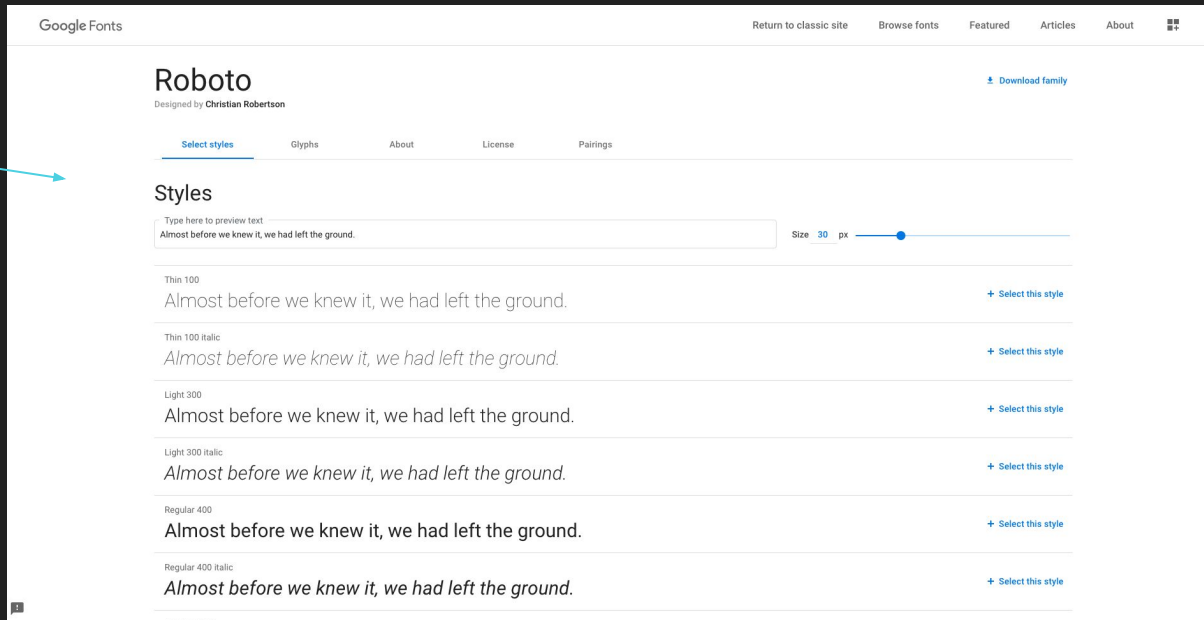 Google Fonts
Return to classic site Browse fonts Featured Articles About
Roboto
Download family
Designed by Christian Robertson
Select styles Glyphs About License Pairings
Styles
Type here to preview text
Almost before we knew it, we had left the ground.
Size 30 px
Thin 100
Almost before we knew it, we had left the ground.
+ Select this style
Thin 100 italic
Almost before we knew it, we had left the ground.
+ Select this style
Light 300
Almost before we knew it, we had left the ground.
+ Select this style
Light 300 italic
Almost before we knew it, we had left the ground.
+ Select this style
Regular 400
Almost before we knew it, we had left the ground.
+ Select this style
Regular 400 italic
Almost before we knew it, we had left the ground.
+ Select this style